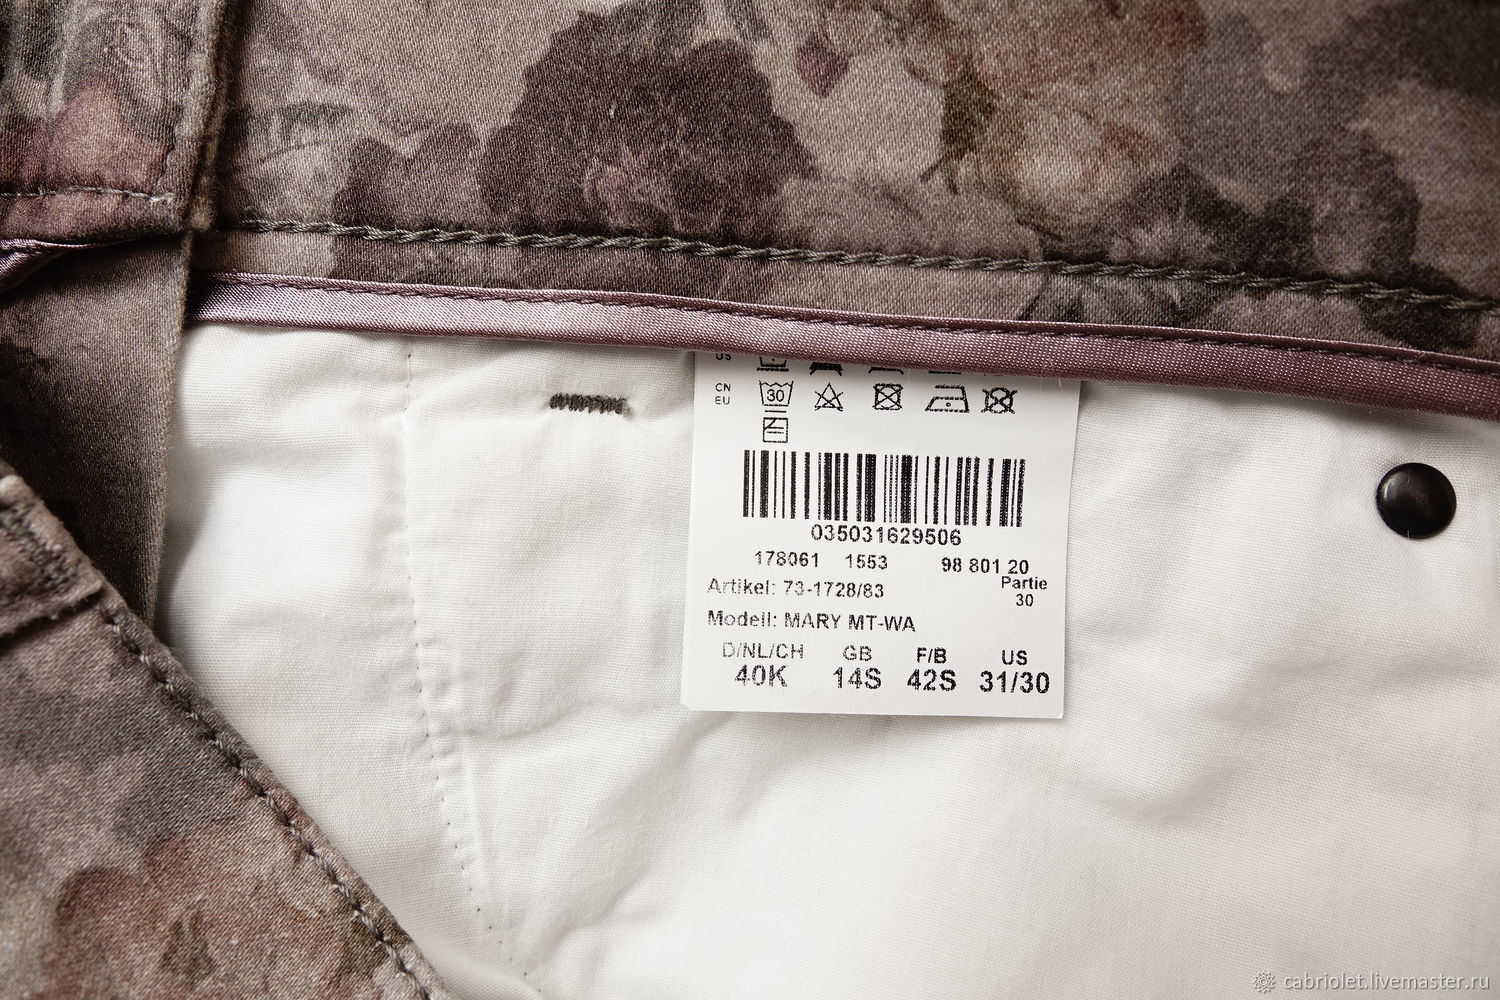 US
CN
EU
30
035031629506
178061 1553 98 801 20
Artikel: 73-1728/83 Partie
30
Modell: MARY MT-WA
D/NL/CH GB F/B US
40K 14S 42S 31/30
cabriolet.livemaster.ru